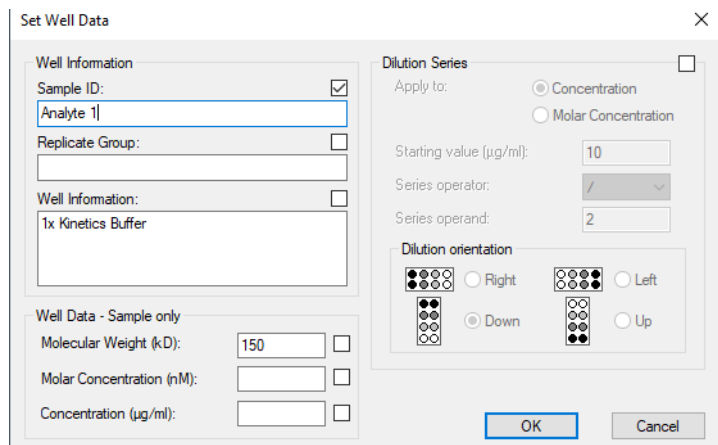 Set Well Data
Well Information
Sample ID:
Analyte 1
Replicate Group:
Well Information:
1x Kinetics Buffer
Well Data - Sample only
Molecular Weight (kD):
150
Molar Concentration (nM):
Concentration (µg/ml):
Dilution Series
Apply to:
Concentration
Molar Concentration
Starting value (µg/ml):
10
Series operator:
/
Series operand:
2
Dilution orientation
Right
Left
Down
Up
OK
Cancel